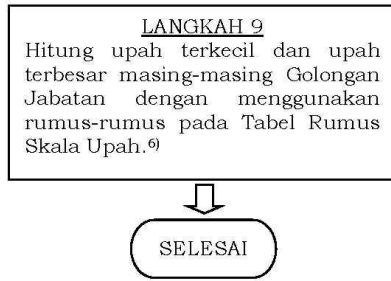 LANGKAH 9
Hitung upah terkecil dan upah
terbesar masing-masing Golongan
Jabatan dengan menggunakan
rumus-rumus pada Tabel Rumus
Skala Upah.⁶⁾
SELESAI